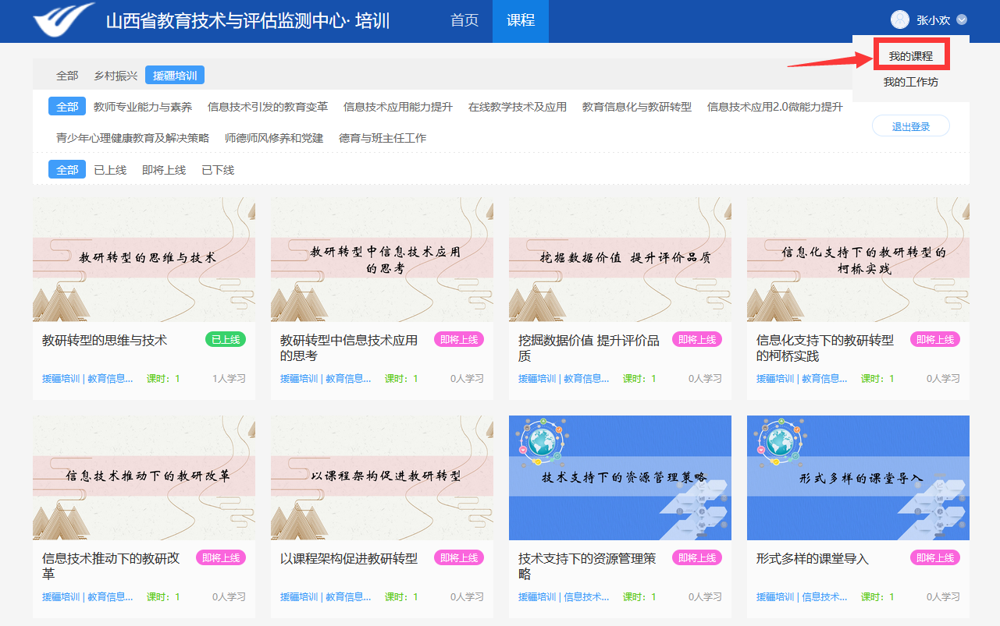 山西省教育技术与评估监测中心· 培训
首页
课程
张小欢
我的课程
我的工作坊
退出登录
全部 乡村振兴 援疆培训
全部 教师专业能力与素养 信息技术引发的教育变革 信息技术应用能力提升 在线教学技术及应用 教育信息化与教研转型 信息技术应用2.0微能力提升
青少年心理健康教育及解决策略 师德师风修养和党建 德育与班主任工作
全部 已上线 即将上线 已下线
教研转型的思维与技术
教研转型的思维与技术 已上线
援疆培训 | 教育信息... 课时：1 1人学习
教研转型中信息技术应用
的思考
教研转型中信息技术应用 即将上线
的思考
援疆培训 | 教育信息... 课时：1 0人学习
挖掘数据价值 提升评价品质
挖掘数据价值 提升评价品 即将上线
质
援疆培训 | 教育信息... 课时：1 0人学习
信息化支持下的教研转型的
柯桥实践
信息化支持下的教研转型 即将上线
的柯桥实践
援疆培训 | 教育信息... 课时：1 0人学习
信息技术推动下的教研改革
信息技术推动下的教研改 即将上线
革
援疆培训 | 教育信息... 课时：1 0人学习
以课程架构促进教研转型
以课程架构促进教研转型 即将上线
援疆培训 | 教育信息... 课时：1 0人学习
技术支持下的资源管理策略
技术支持下的资源管理策 即将上线
略
援疆培训 | 信息技术... 课时：1 0人学习
形式多样的课堂导入
形式多样的课堂导入 即将上线
援疆培训 | 信息技术... 课时：1 0人学习